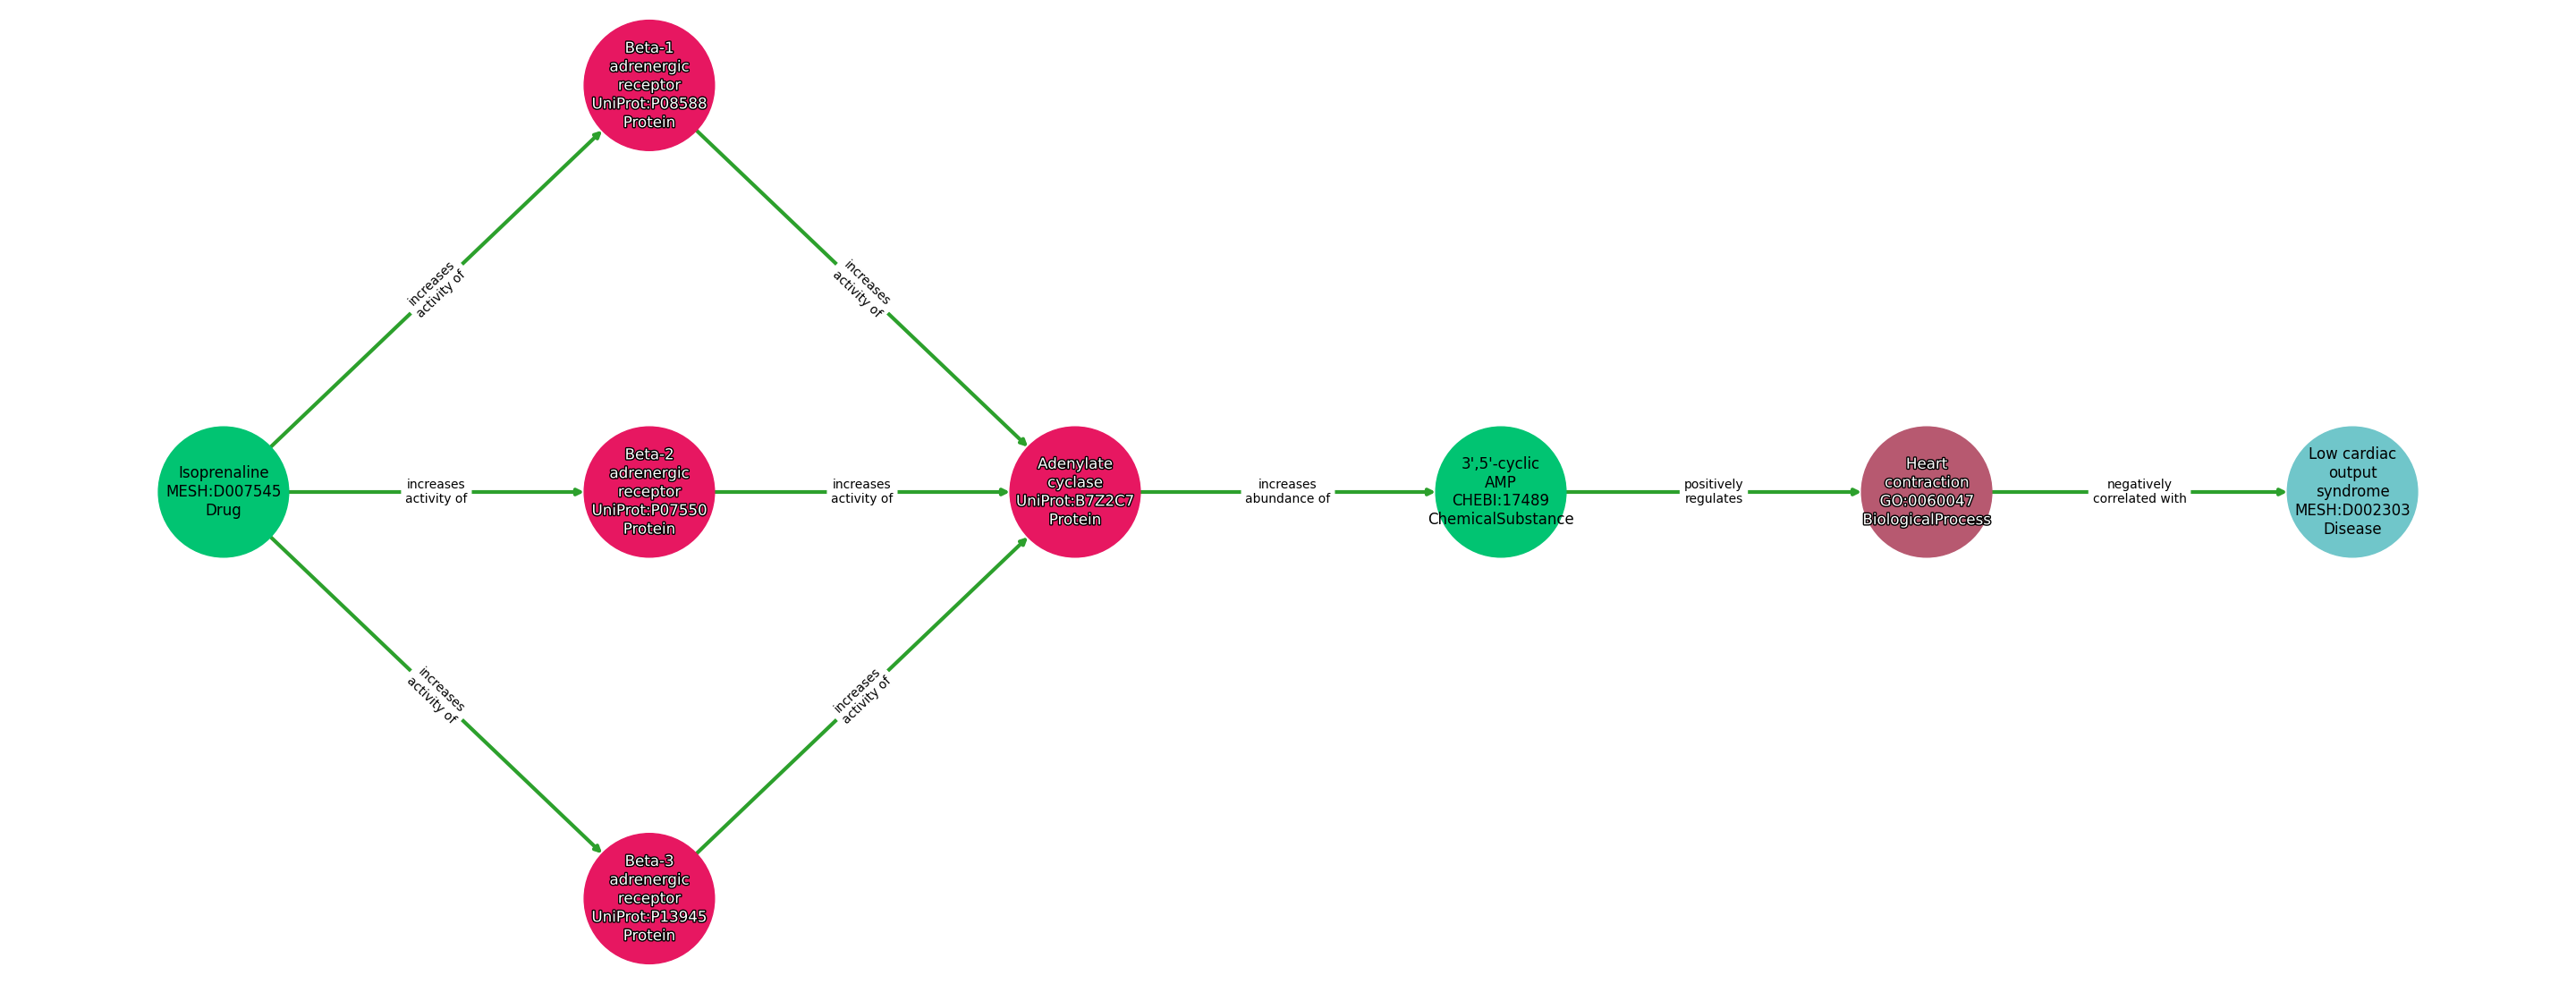 Beta-1
adrenergic
receptor
UniProt:P08588
Protein
increases
activity of
increases
activity of
Isoprenaline
MESH:D007545
Drug
increases
activity of
Beta-2
adrenergic
receptor
UniProt:P07550
Protein
increases
activity of
Adenylate
cyclase
UniProt:B7Z2C7
Protein
increases
abundance of
3',5'-cyclic
AMP
CHEBI:17489
ChemicalSubstance
positively
regulates
Heart
contraction
GO:0060047
BiologicalProcess
negatively
correlated with
Low cardiac
output
syndrome
MESH:D002303
Disease
increases
activity of
increases
activity of
Beta-3
adrenergic
receptor
UniProt:P13945
Protein